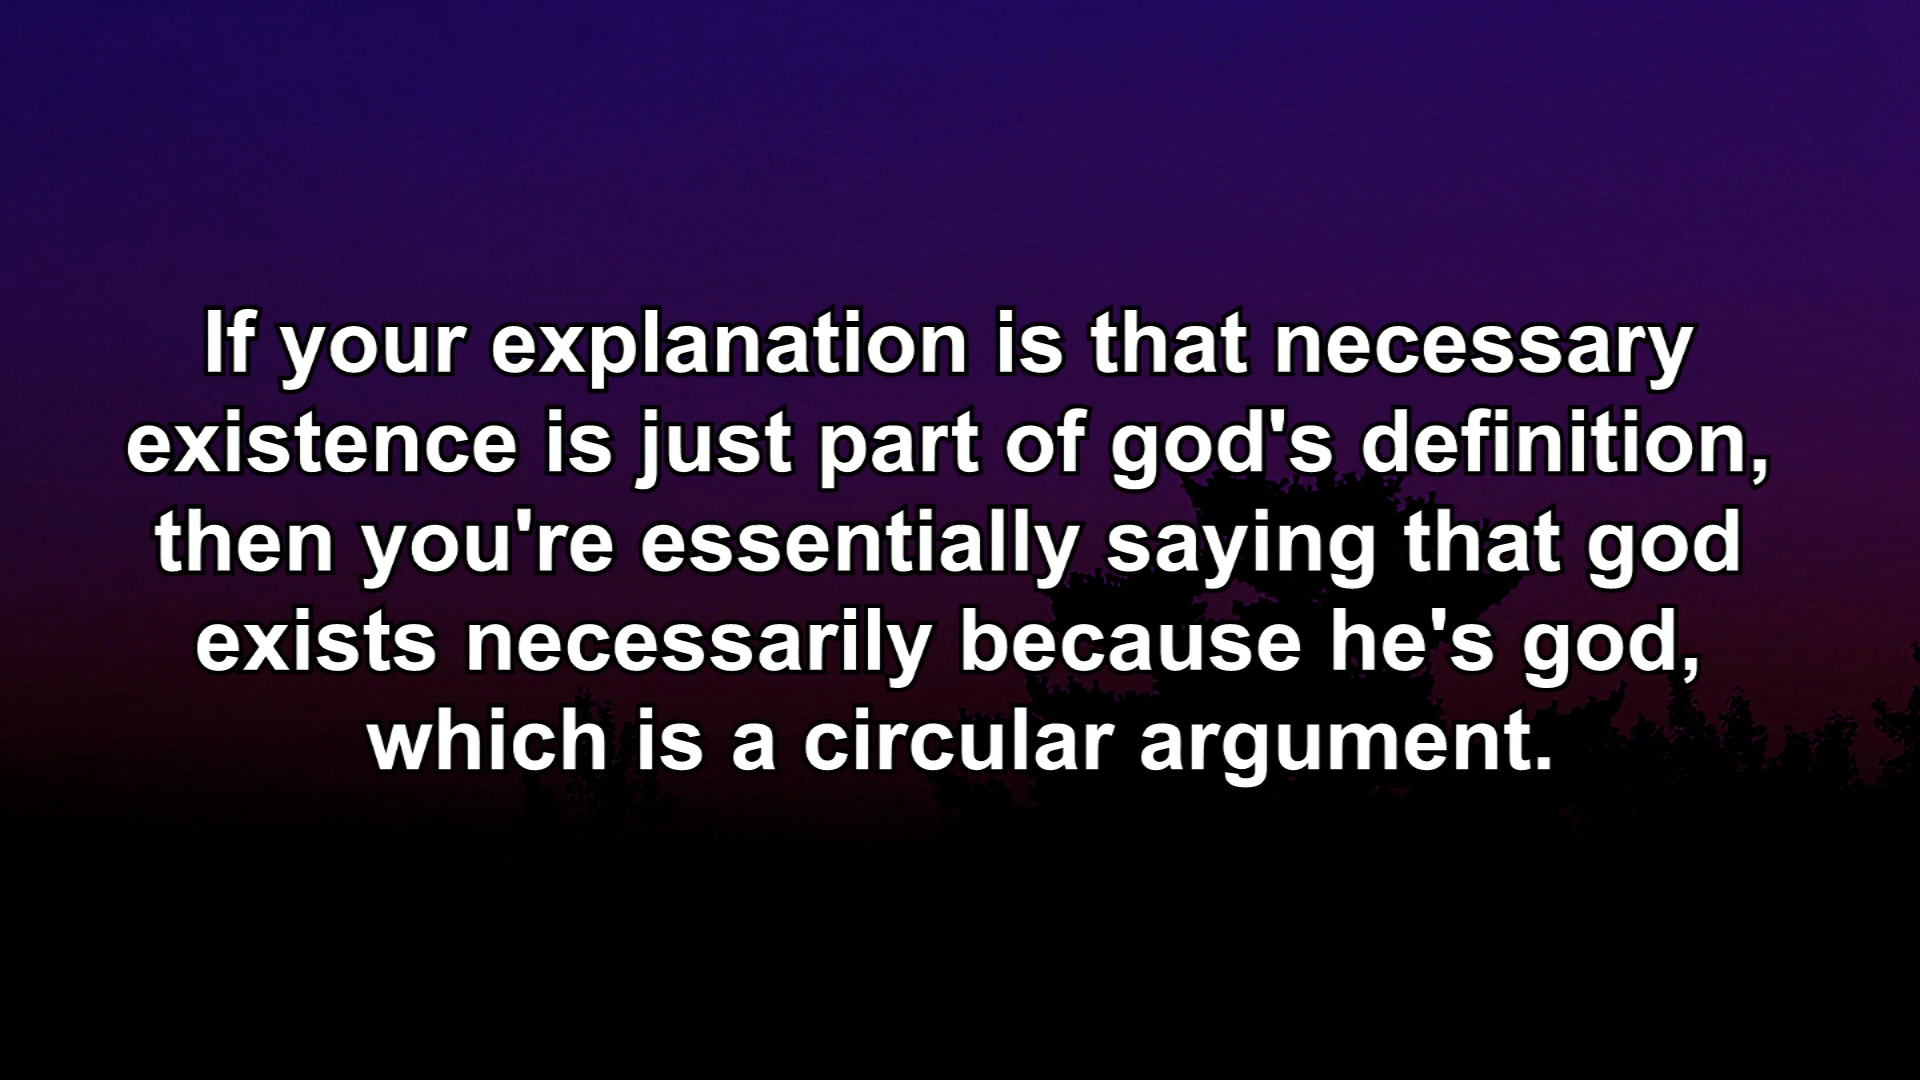 If your explanation is that necessary
existence is just part of god's definition,
then you're essentially saying that god
exists necessarily because he's god,
which is a circular argument.